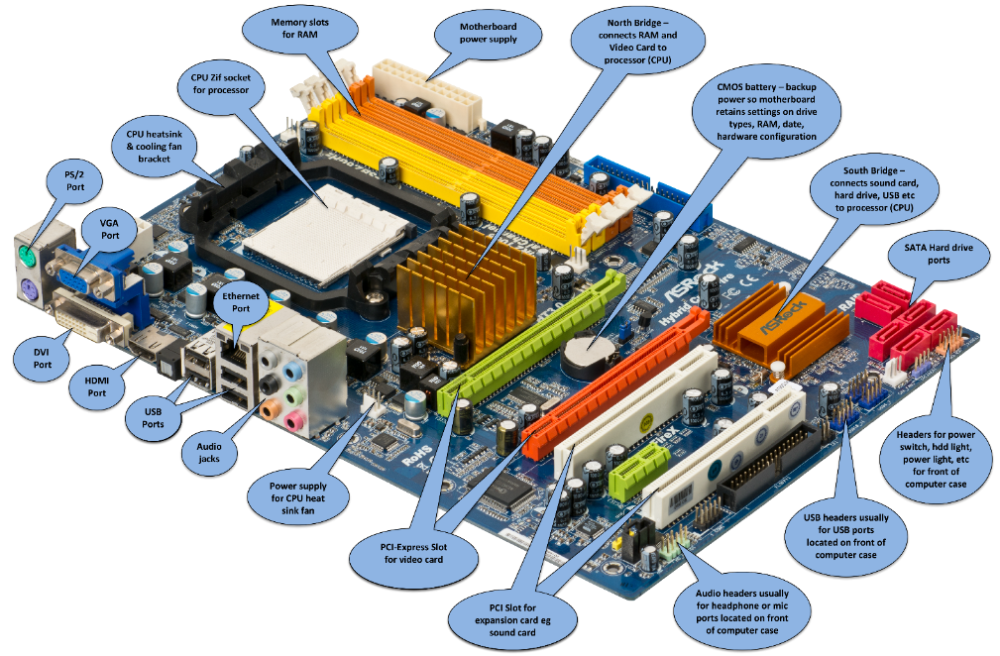 Memory slots
for RAM
Motherboard
power supply
North Bridge –
connects RAM and
Video Card to
processor (CPU)
CPU Zif socket
for processor
CMOS battery – backup
power so motherboard
retains settings on drive
types, RAM, date,
hardware configuration
CPU heatsink
& cooling fan
bracket
PS/2
Port
South Bridge –
connects sound card,
hard drive, USB etc
to processor (CPU)
VGA
Port
SATA Hard drive
ports
Ethernet
Port
ASRock
Hybrid
FC CE
RAID
ASRock
DVI
Port
HDMI
Port
USB
Ports
Audio
jacks
RoHS
Headers for power
switch, hdd light,
power light, etc
for front of
computer case
Power supply
for CPU heat
sink fan
USB headers usually
for USB ports
located on front of
computer case
PCI-Express Slot
for video card
PCI Slot for
expansion card eg
sound card
Audio headers usually
for headphone or mic
ports located on front
of computer case